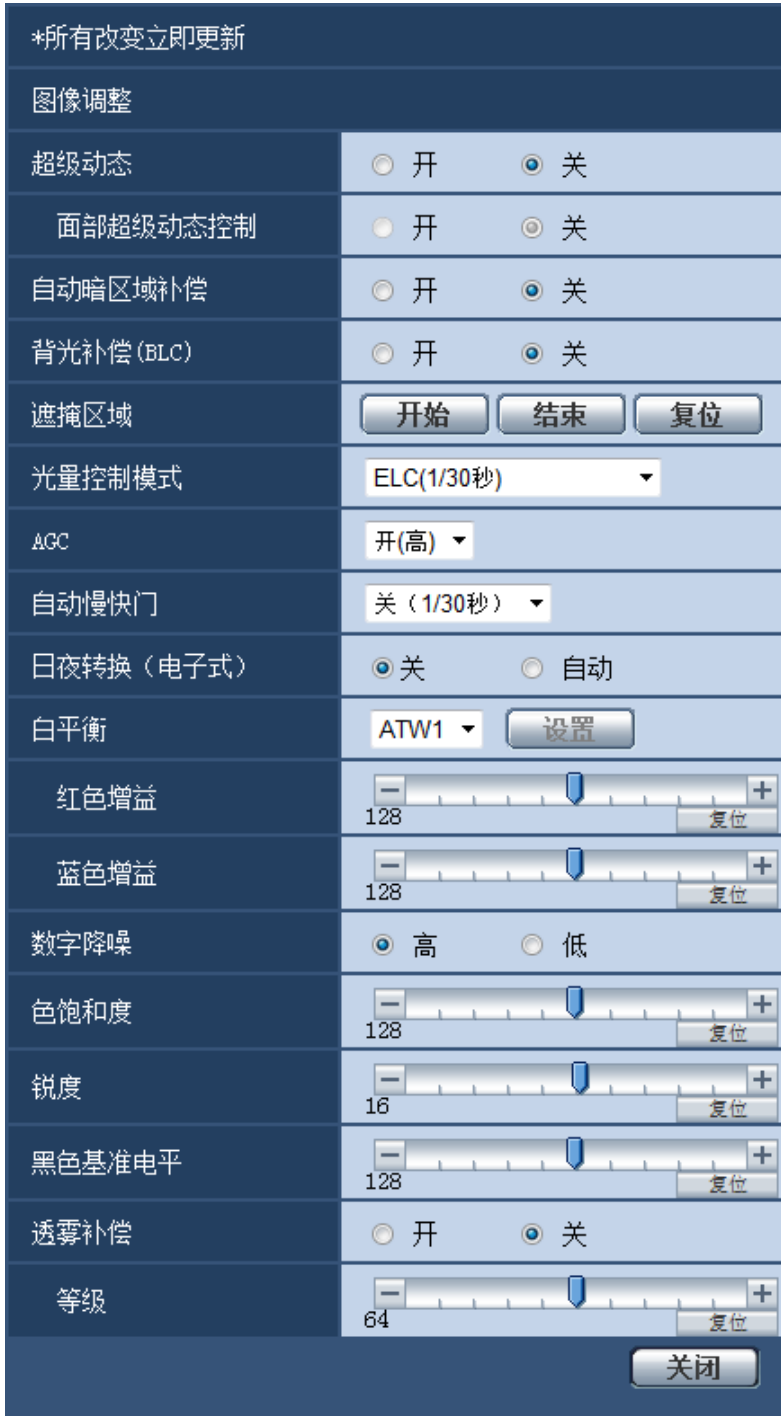 *所有改变立即更新
图像调整
超级动态 开 关
面部超级动态控制 开 关
自动暗区域补偿 开 关
背光补偿(BLC) 开 关
遮掩区域 开始 结束 复位
光量控制模式 ELC(1/30秒)
AGC 开(高)
自动慢快门 关（1/30秒）
日夜转换（电子式） 关 自动
白平衡 ATW1 设置
红色增益 128 复位
蓝色增益 128 复位
数字降噪 高 低
色饱和度 128 复位
锐度 16 复位
黑色基准电平 128 复位
透雾补偿 开 关
等级 64 复位
关闭